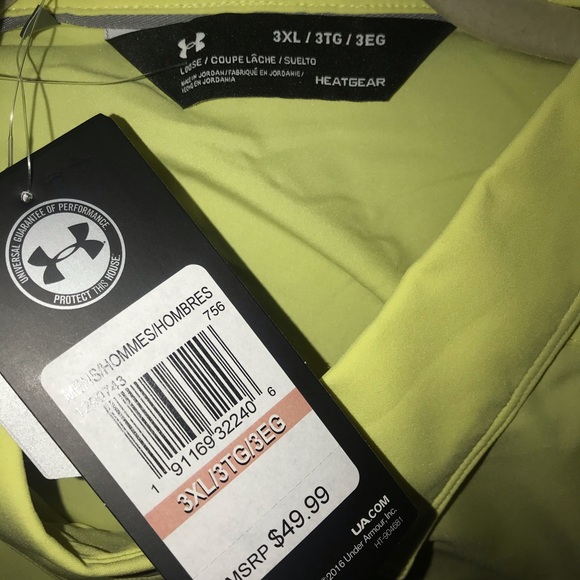 3XL / 3TG / 3EG
LOOSE / COUPE LÂCHE / SUELTO
MADE IN JORDAN/FABRIQUÉ EN JORDANIE/
HECHO EN JORDANIA
HEATGEAR
UNIVERSAL GUARANTEE OF PERFORMANCE
PROTECT THIS HOUSE
MENS/HOMMES/HOMBRES
756
1 91169 32240 6
3XL/3TG/3EG
MSRP $49.99
UA.COM
©2016 Under Armour, Inc.
HT-904681